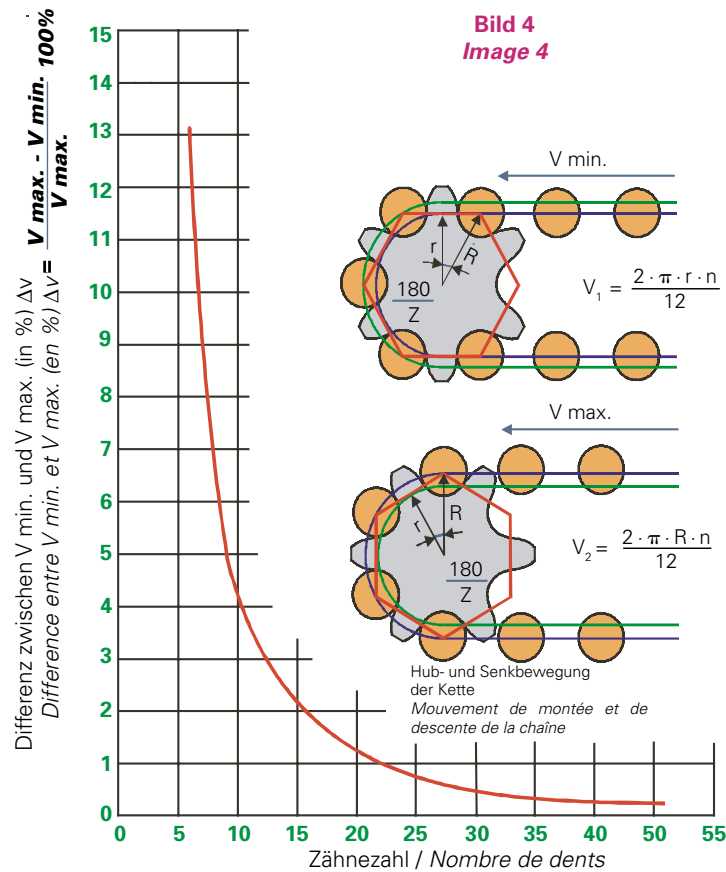 Bild 4
Image 4
Differenz zwischen V min. und V max. (in %) Δv
Difference entre V min. et V max. (en %) Δv
= V max. - V min. 100%
V max.
15
14
13
12
11
10
9
8
7
6
5
4
3
2
1
0
0 5 10 15 20 25 30 35 40 50 55
Zähnezahl / Nombre de dents
V min.
r
R
180
Z
V₁ = 2 · π · r · n
12
V max.
r
R
180
Z
V₂ = 2 · π · R · n
12
Hub- und Senkbewegung
der Kette
Mouvement de montée et de
descente de la chaîne